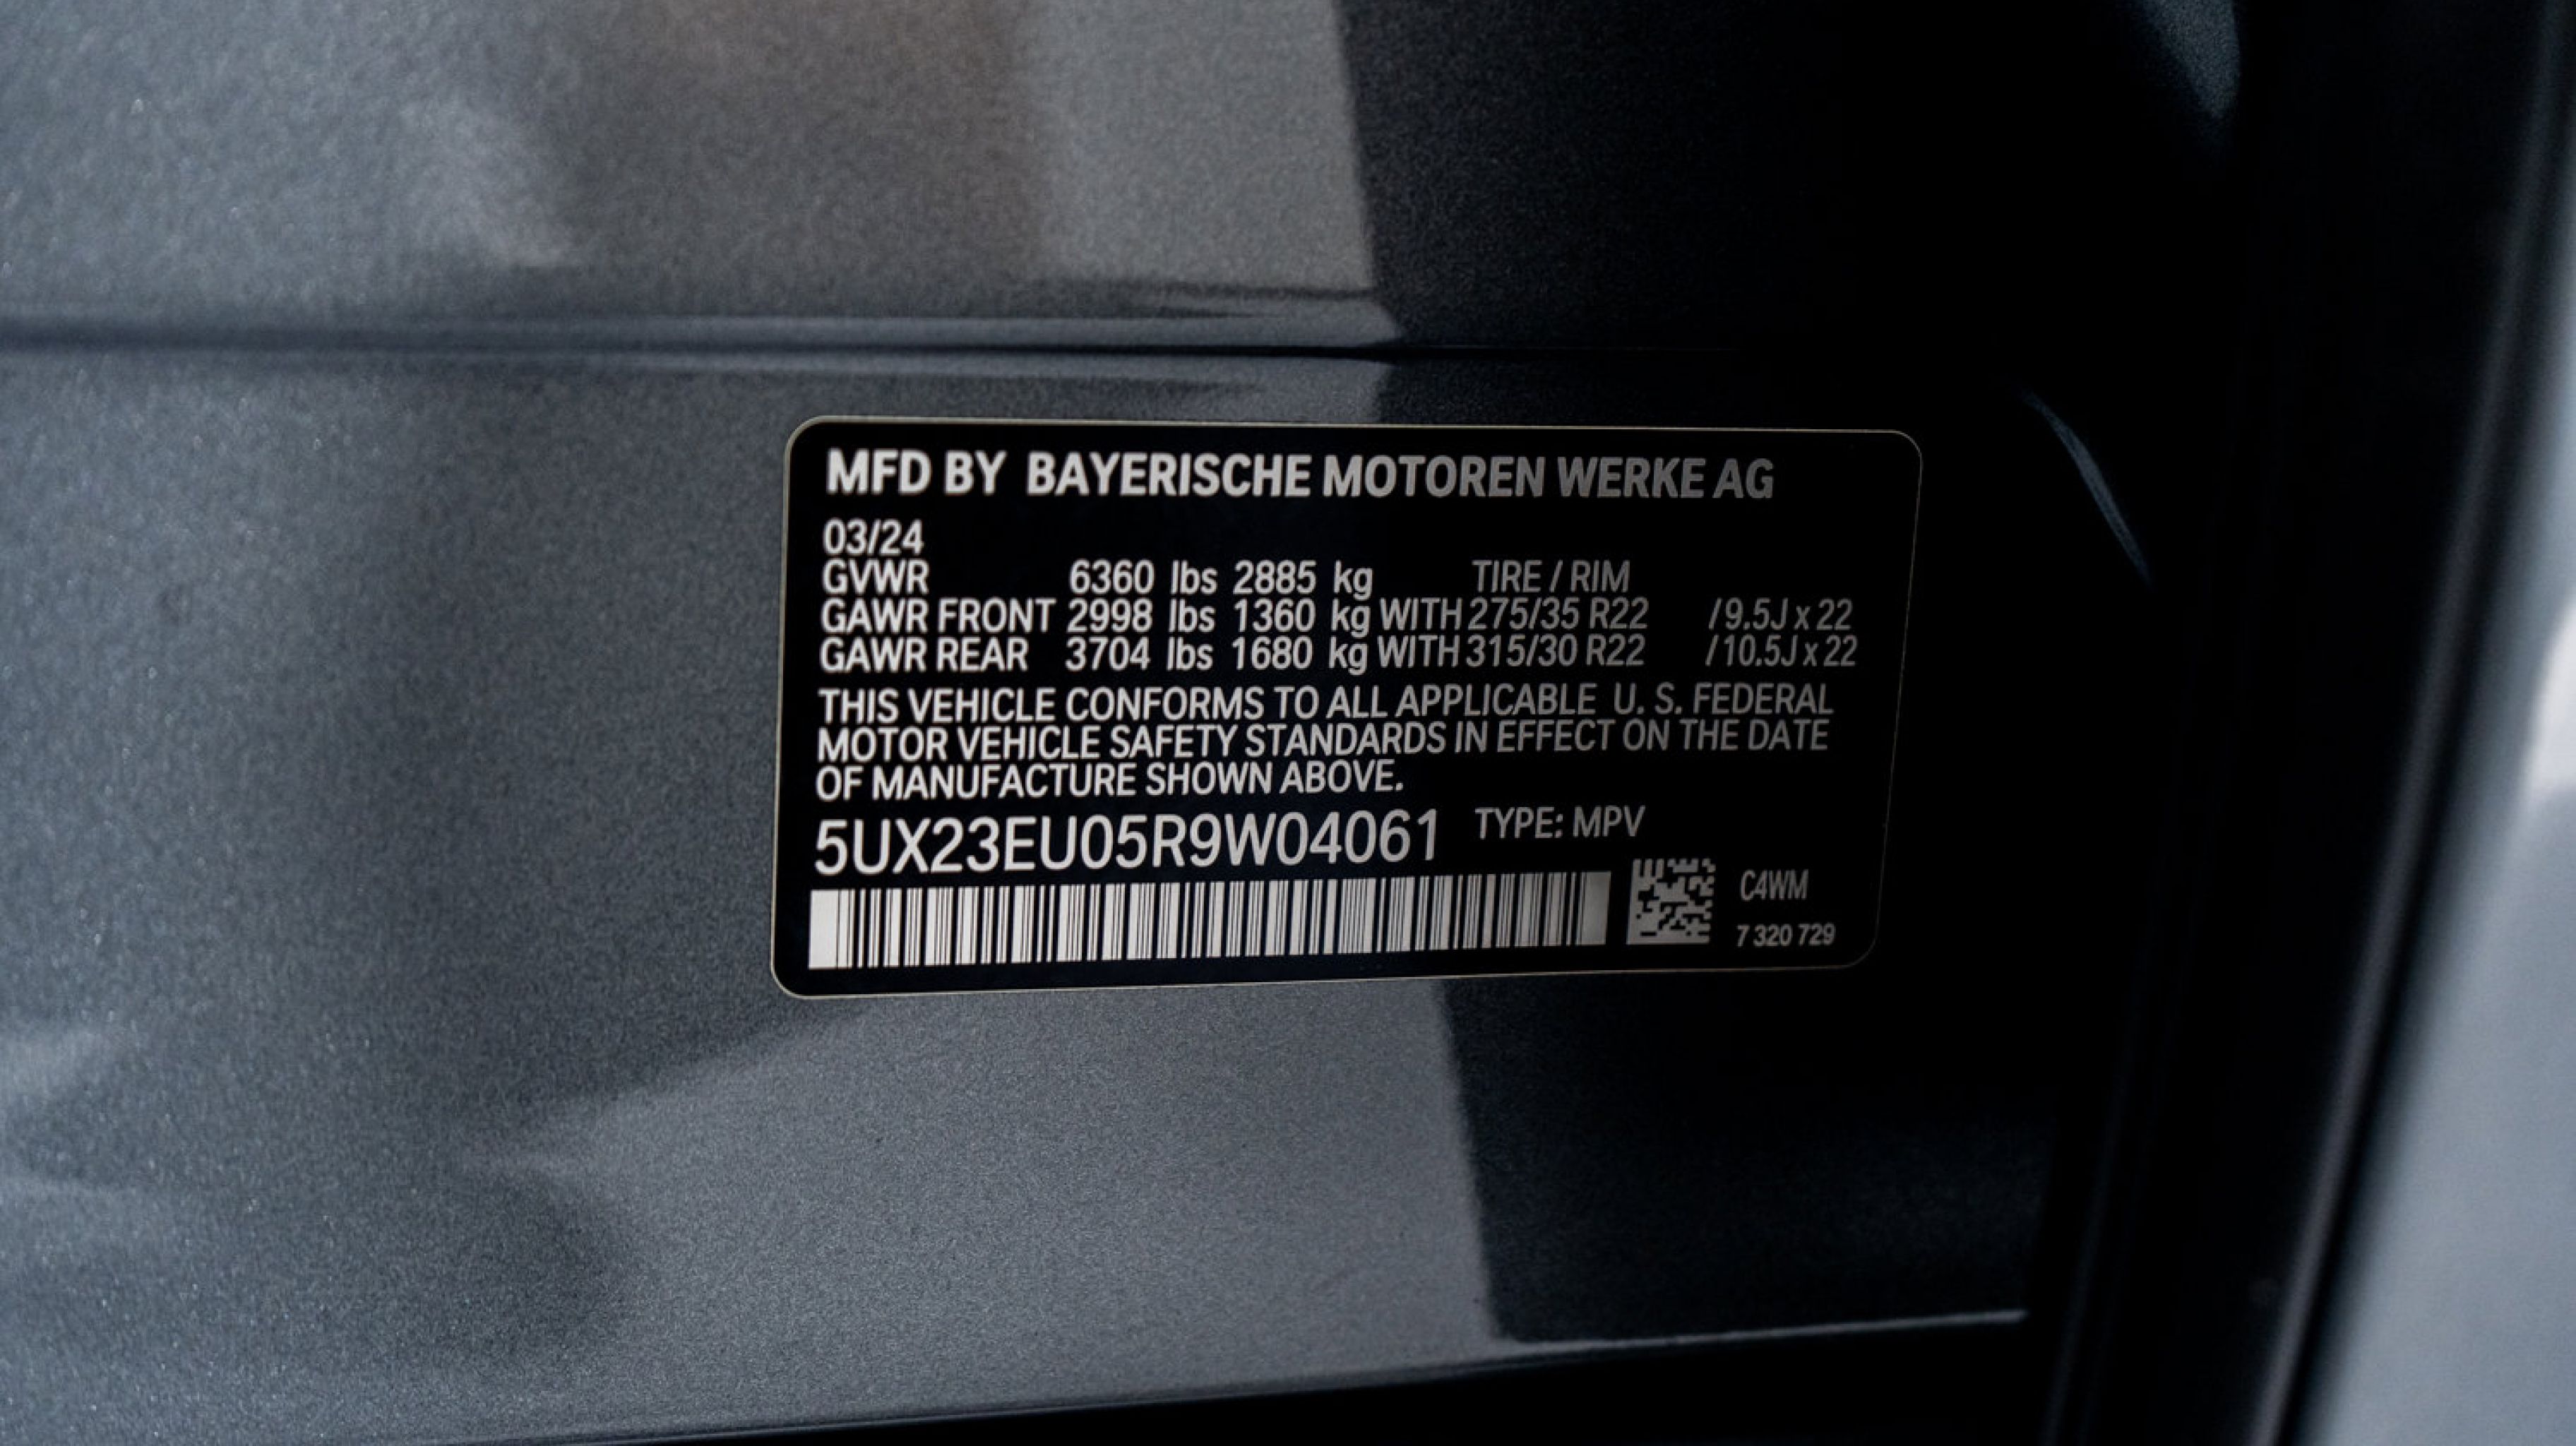 MFD BY BAYERISCHE MOTOREN WERKE AG
03/24
GVWR 6360 lbs 2885 kg TIRE / RIM
GAWR FRONT 2998 lbs 1360 kg WITH 275/35 R22 / 9.5J x 22
GAWR REAR 3704 lbs 1680 kg WITH 315/30 R22 / 10.5J x 22
THIS VEHICLE CONFORMS TO ALL APPLICABLE U. S. FEDERAL
MOTOR VEHICLE SAFETY STANDARDS IN EFFECT ON THE DATE
OF MANUFACTURE SHOWN ABOVE.
5UX23EU05R9W04061 TYPE: MPV
C4WM
7 320 729